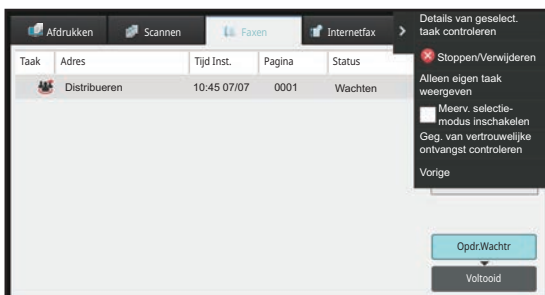 Afdrukken Scannen Faxen Internetfax
Taak Adres Tijd Inst. Pagina Status
Distribueren 10:45 07/07 0001 Wachten
Details van geselect.
taak controleren
Stoppen/Verwijderen
Alleen eigen taak
weergeven
Meerv. selectie-
modus inschakelen
Geg. van vertrouwelijke
ontvangst controleren
Vorige
Opdr.Wachtr
Voltooid